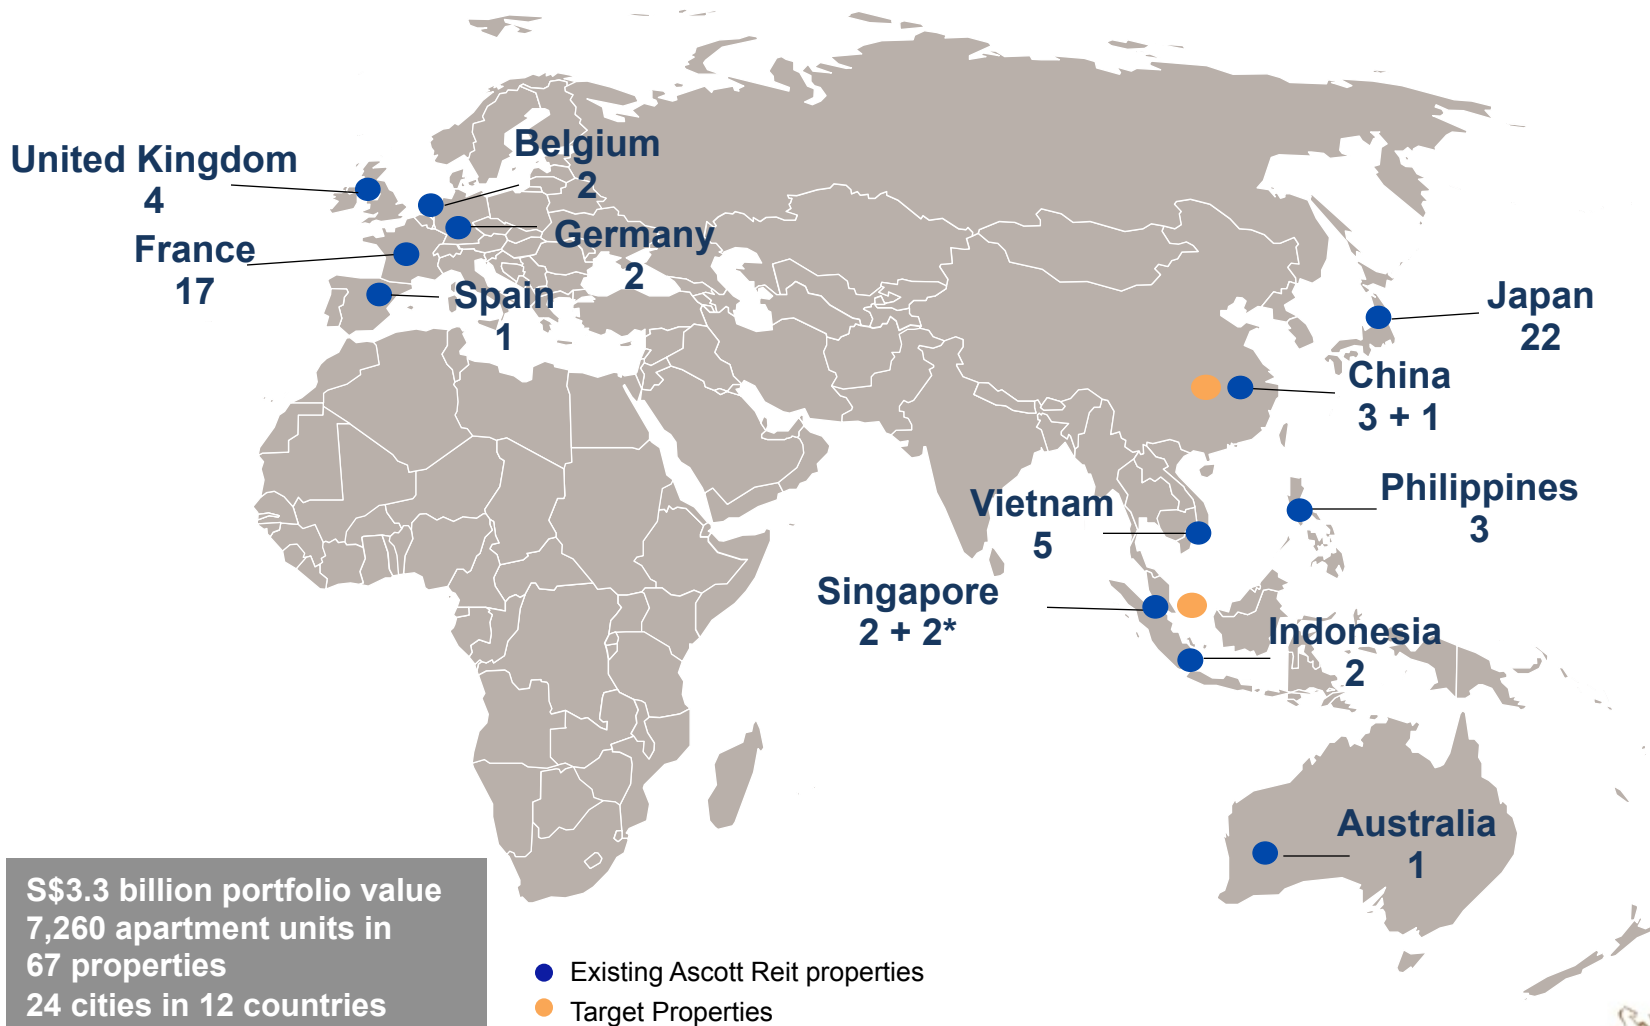 United Kingdom
4
Belgium
2
France
17
Germany
2
Spain
1
Japan
22
China
3 + 1
Philippines
3
Vietnam
5
Singapore
2 + 2*
Indonesia
2
Australia
1
S$3.3 billion portfolio value
7,260 apartment units in
67 properties
24 cities in 12 countries
Existing Ascott Reit properties
Target Properties